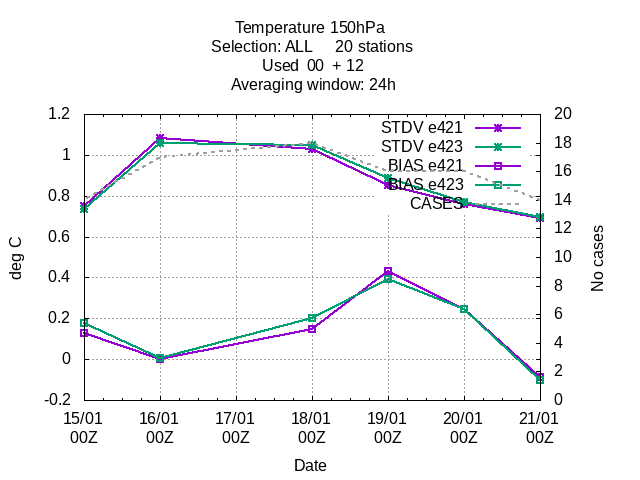 Temperature 150hPa
Selection: ALL     20 stations
Used  00  + 12
Averaging window: 24h
STDV e421
STDV e423
BIAS e421
BIAS e423
CASES
1.2
1
0.8
0.6
0.4
0.2
0
-0.2
deg C
20
18
16
14
12
10
8
6
4
2
0
No cases
15/01 16/01 17/01 18/01 19/01 20/01 21/01
00Z 00Z 00Z 00Z 00Z 00Z 00Z
Date